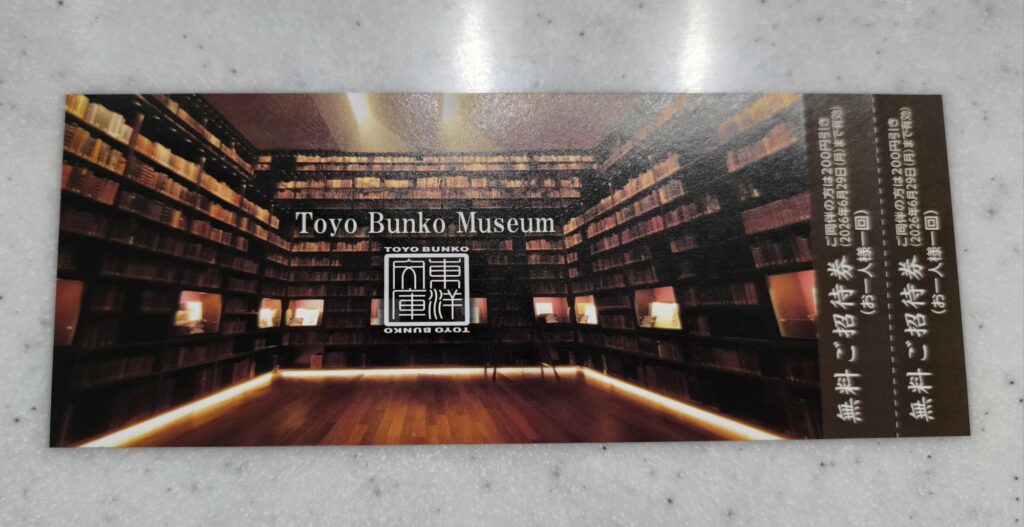 Toyo Bunko Museum
TOYO BUNKO
東洋
文庫
TOYO BUNKO
無料ご招待券
(お一人様一回)
ご同伴の方は200円引き
(2026年6月29日(月)まで有効)
無料ご招待券
(お一人様一回)
ご同伴の方は200円引き
(2026年6月29日(月)まで有効)